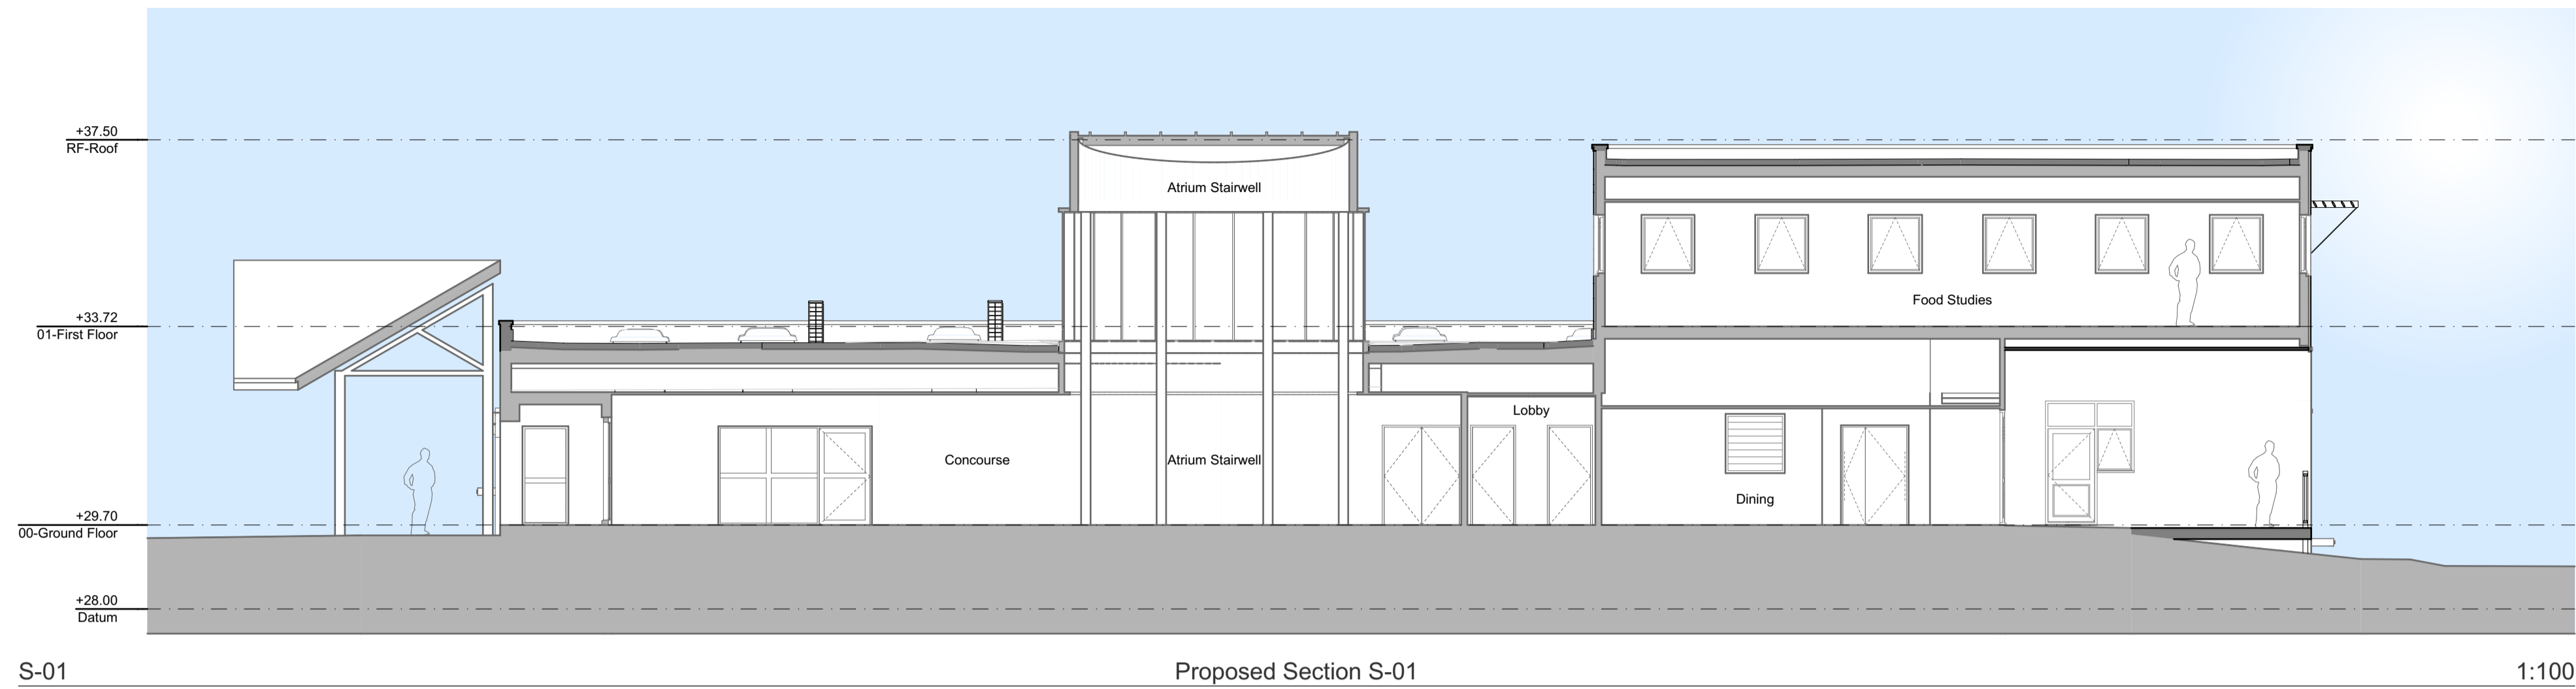 +37.50
RF-Roof
Atrium Stairwell
Food Studies
+33.72
01-First Floor
Lobby
Concourse
Atrium Stairwell
Dining
+29.70
00-Ground Floor
+28.00
Datum
S-01
Proposed Section S-01
1:100